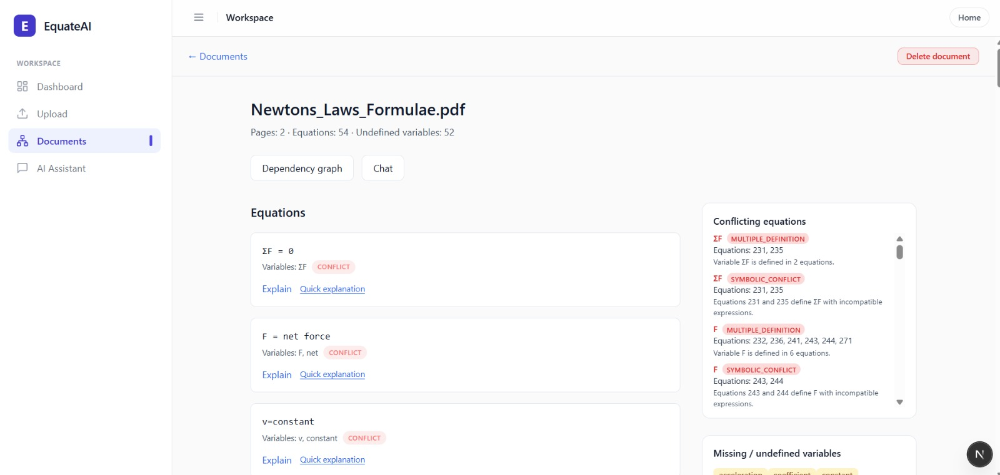 E EquateAI
WORKSPACE
Dashboard
Upload
Documents
AI Assistant
Workspace
Home
← Documents
Delete document
Newtons_Laws_Formulae.pdf
Pages: 2 · Equations: 54 · Undefined variables: 52
Dependency graph
Chat
Equations
ΣF = 0
Variables: ΣF CONFLICT
Explain Quick explanation
F = net force
Variables: F, net CONFLICT
Explain Quick explanation
v=constant
Variables: v, constant CONFLICT
Explain Quick explanation
Conflicting equations
ΣF MULTIPLE_DEFINITION
Equations: 231, 235
Variable ΣF is defined in 2 equations.
ΣF SYMBOLIC_CONFLICT
Equations: 231, 235
Equations 231 and 235 define ΣF with incompatible
expressions.
F MULTIPLE_DEFINITION
Equations: 232, 236, 241, 243, 244, 271
Variable F is defined in 6 equations.
F SYMBOLIC_CONFLICT
Equations: 243, 244
Equations 243 and 244 define F with incompatible
expressions.
Missing / undefined variables
acceleration coefficient constant
N